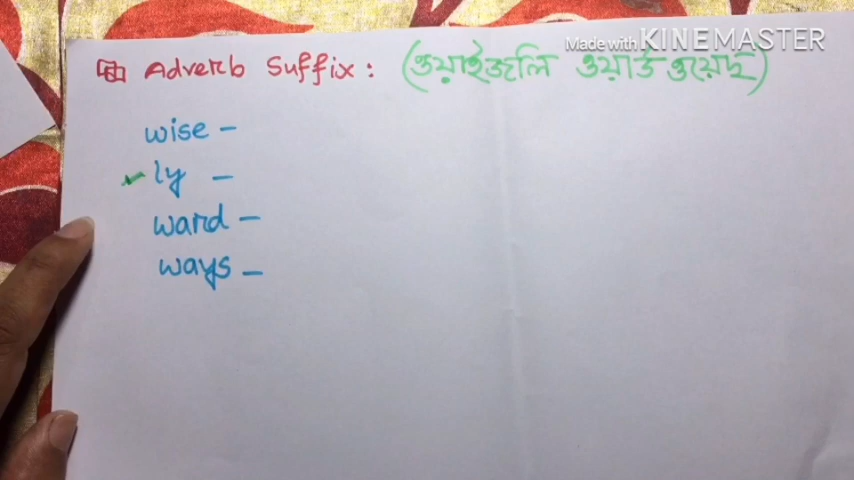 Made with KINEMASTER
Adverb Suffix : (ওয়াইজলি ওয়ার্ড ওয়েছ)
wise –
ly –
ward –
ways –